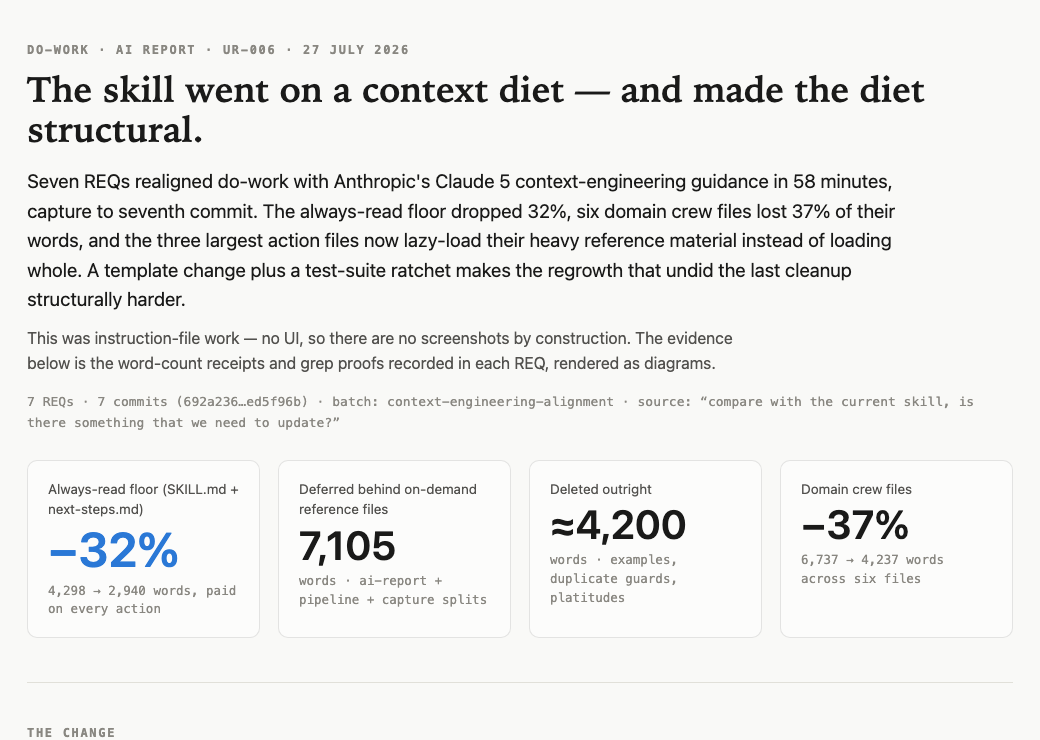 DO-WORK · AI REPORT · UR-006 · 27 JULY 2026
The skill went on a context diet — and made the diet
structural.
Seven REQs realigned do-work with Anthropic's Claude 5 context-engineering guidance in 58 minutes,
capture to seventh commit. The always-read floor dropped 32%, six domain crew files lost 37% of their
words, and the three largest action files now lazy-load their heavy reference material instead of loading
whole. A template change plus a test-suite ratchet makes the regrowth that undid the last cleanup
structurally harder.
This was instruction-file work — no UI, so there are no screenshots by construction. The evidence
below is the word-count receipts and grep proofs recorded in each REQ, rendered as diagrams.
7 REQs · 7 commits (692a236…ed5f96b) · batch: context-engineering-alignment · source: “compare with the current skill, is
there something that we need to update?”
Always-read floor (SKILL.md +
next-steps.md)
−32%
4,298 → 2,940 words, paid
on every action
Deferred behind on-demand
reference files
7,105
words · ai-report +
pipeline + capture splits
Deleted outright
≈4,200
words · examples,
duplicate guards,
platitudes
Domain crew files
−37%
6,737 → 4,237 words
across six files
THE CHANGE